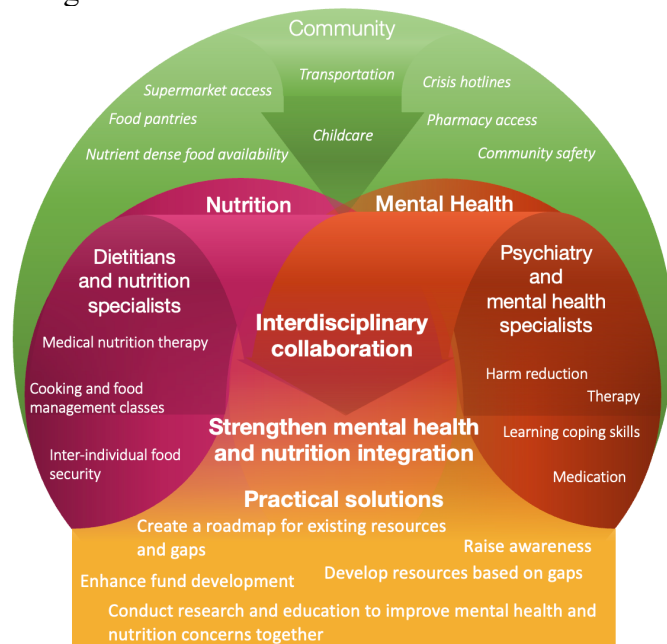 Community
Transportation
Crisis hotlines
Supermarket access
Food pantries
Pharmacy access
Childcare
Nutrient dense food availability
Community safety
Nutrition
Mental Health
Dietitians
and nutrition
specialists
Psychiatry
and
mental health
specialists
Medical nutrition therapy
Cooking and food
management classes
Inter-individual food
security
Interdisciplinary
collaboration
Harm reduction
Therapy
Learning coping skills
Medication
Strengthen mental health
and nutrition integration
Practical solutions
Create a roadmap for existing resources
and gaps
Raise awareness
Enhance fund development
Develop resources based on gaps
Conduct research and education to improve mental health and
nutrition concerns together